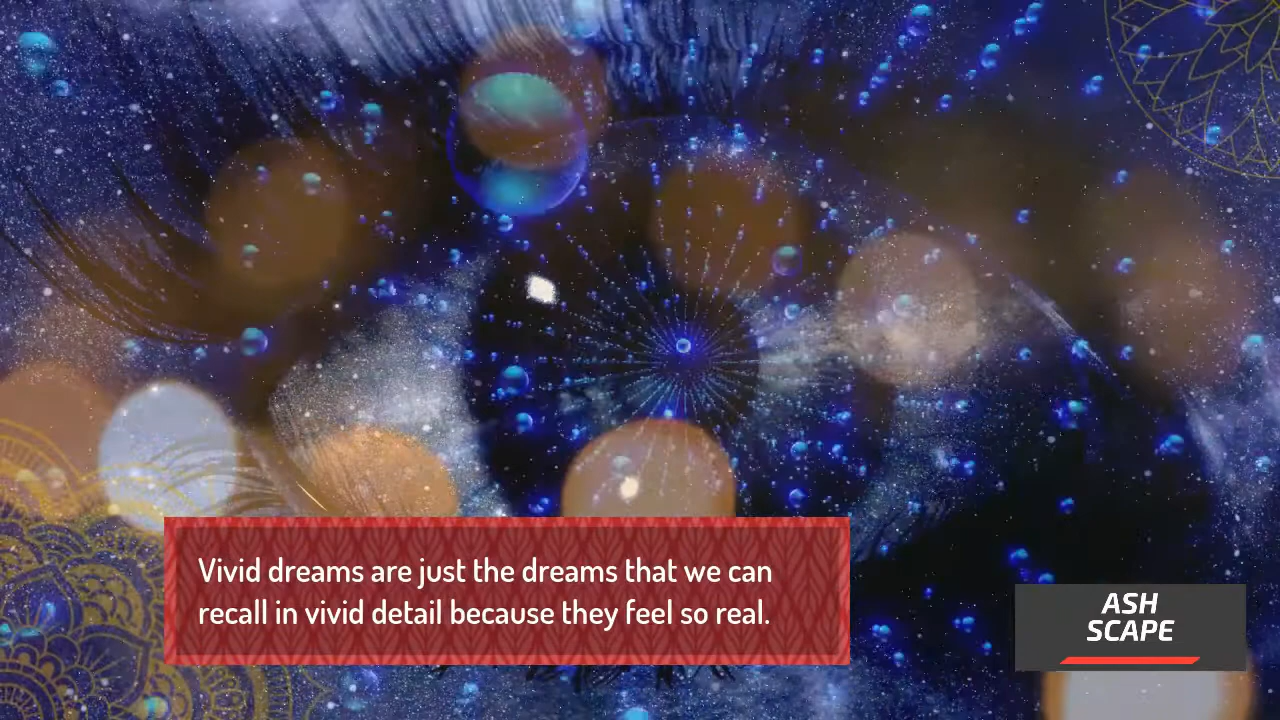 Vivid dreams are just the dreams that we can
recall in vivid detail because they feel so real.
ASH
SCAPE